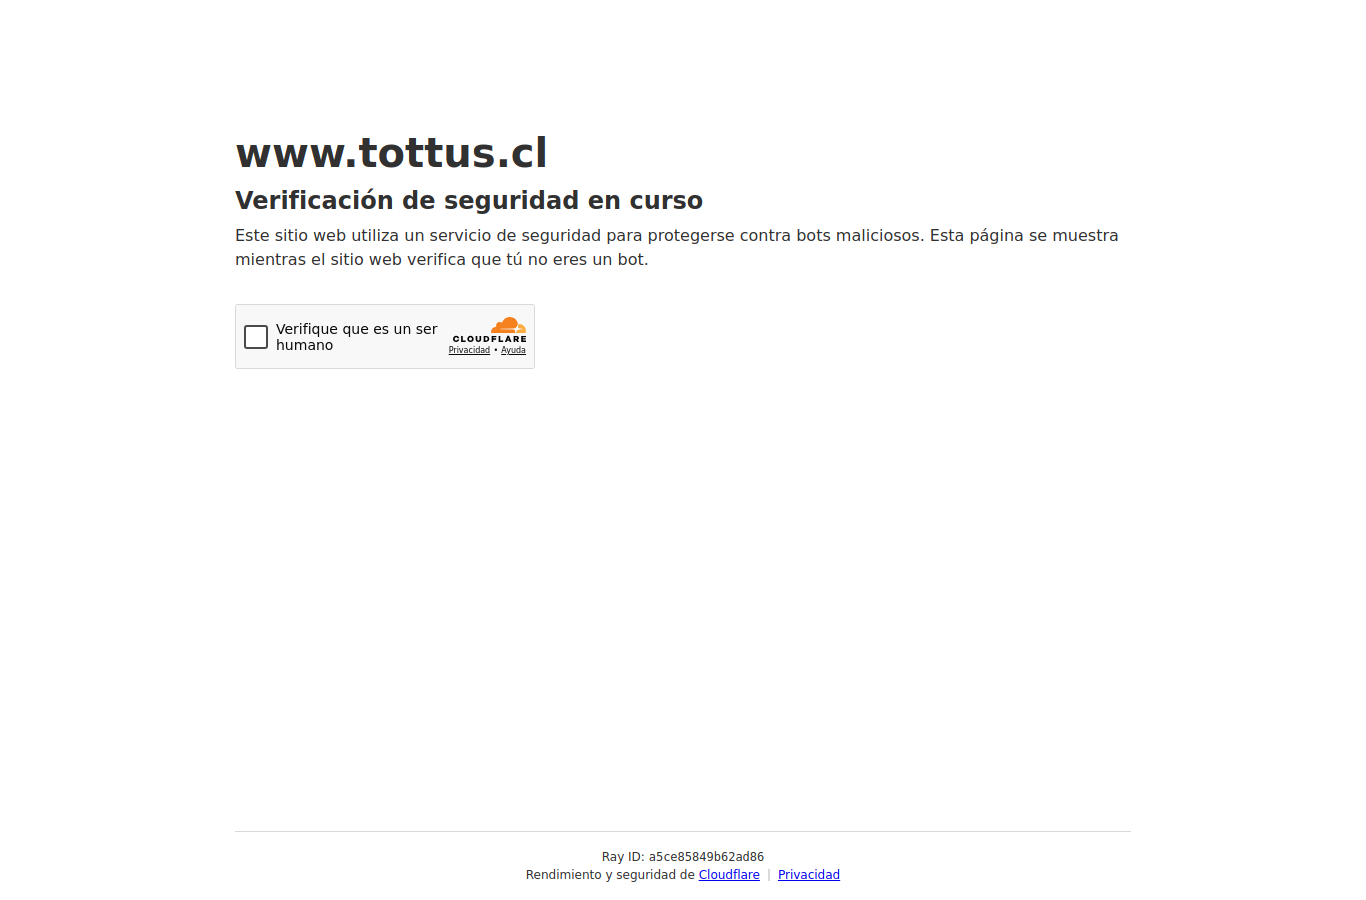 www.tottus.cl
Verificación de seguridad en curso
Este sitio web utiliza un servicio de seguridad para protegerse contra bots maliciosos. Esta página se muestra
mientras el sitio web verifica que tú no eres un bot.
Verifique que es un ser
humano
CLOUDFLARE
Privacidad • Ayuda
Ray ID: a5ce85849b62ad86
Rendimiento y seguridad de Cloudflare | Privacidad